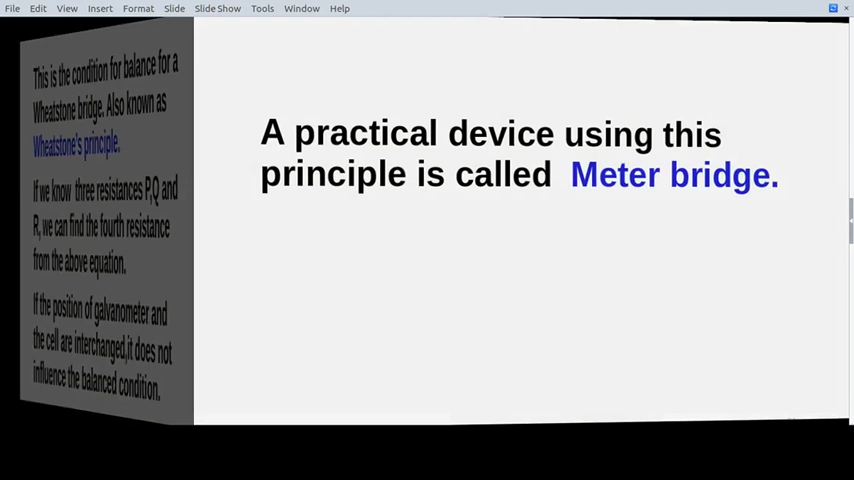 File Edit View Insert Format Slide Slide Show Tools Window Help
This is the condition for balance for a
Wheatstone bridge. Also known as
Wheatstone's principle.
If we know three resistances P,Q and
R, we can find the fourth resistance
from the above equation.
If the position of galvanometer and
the cell are interchanged,it does not
influence the balanced condition.
A practical device using this
principle is called Meter bridge.